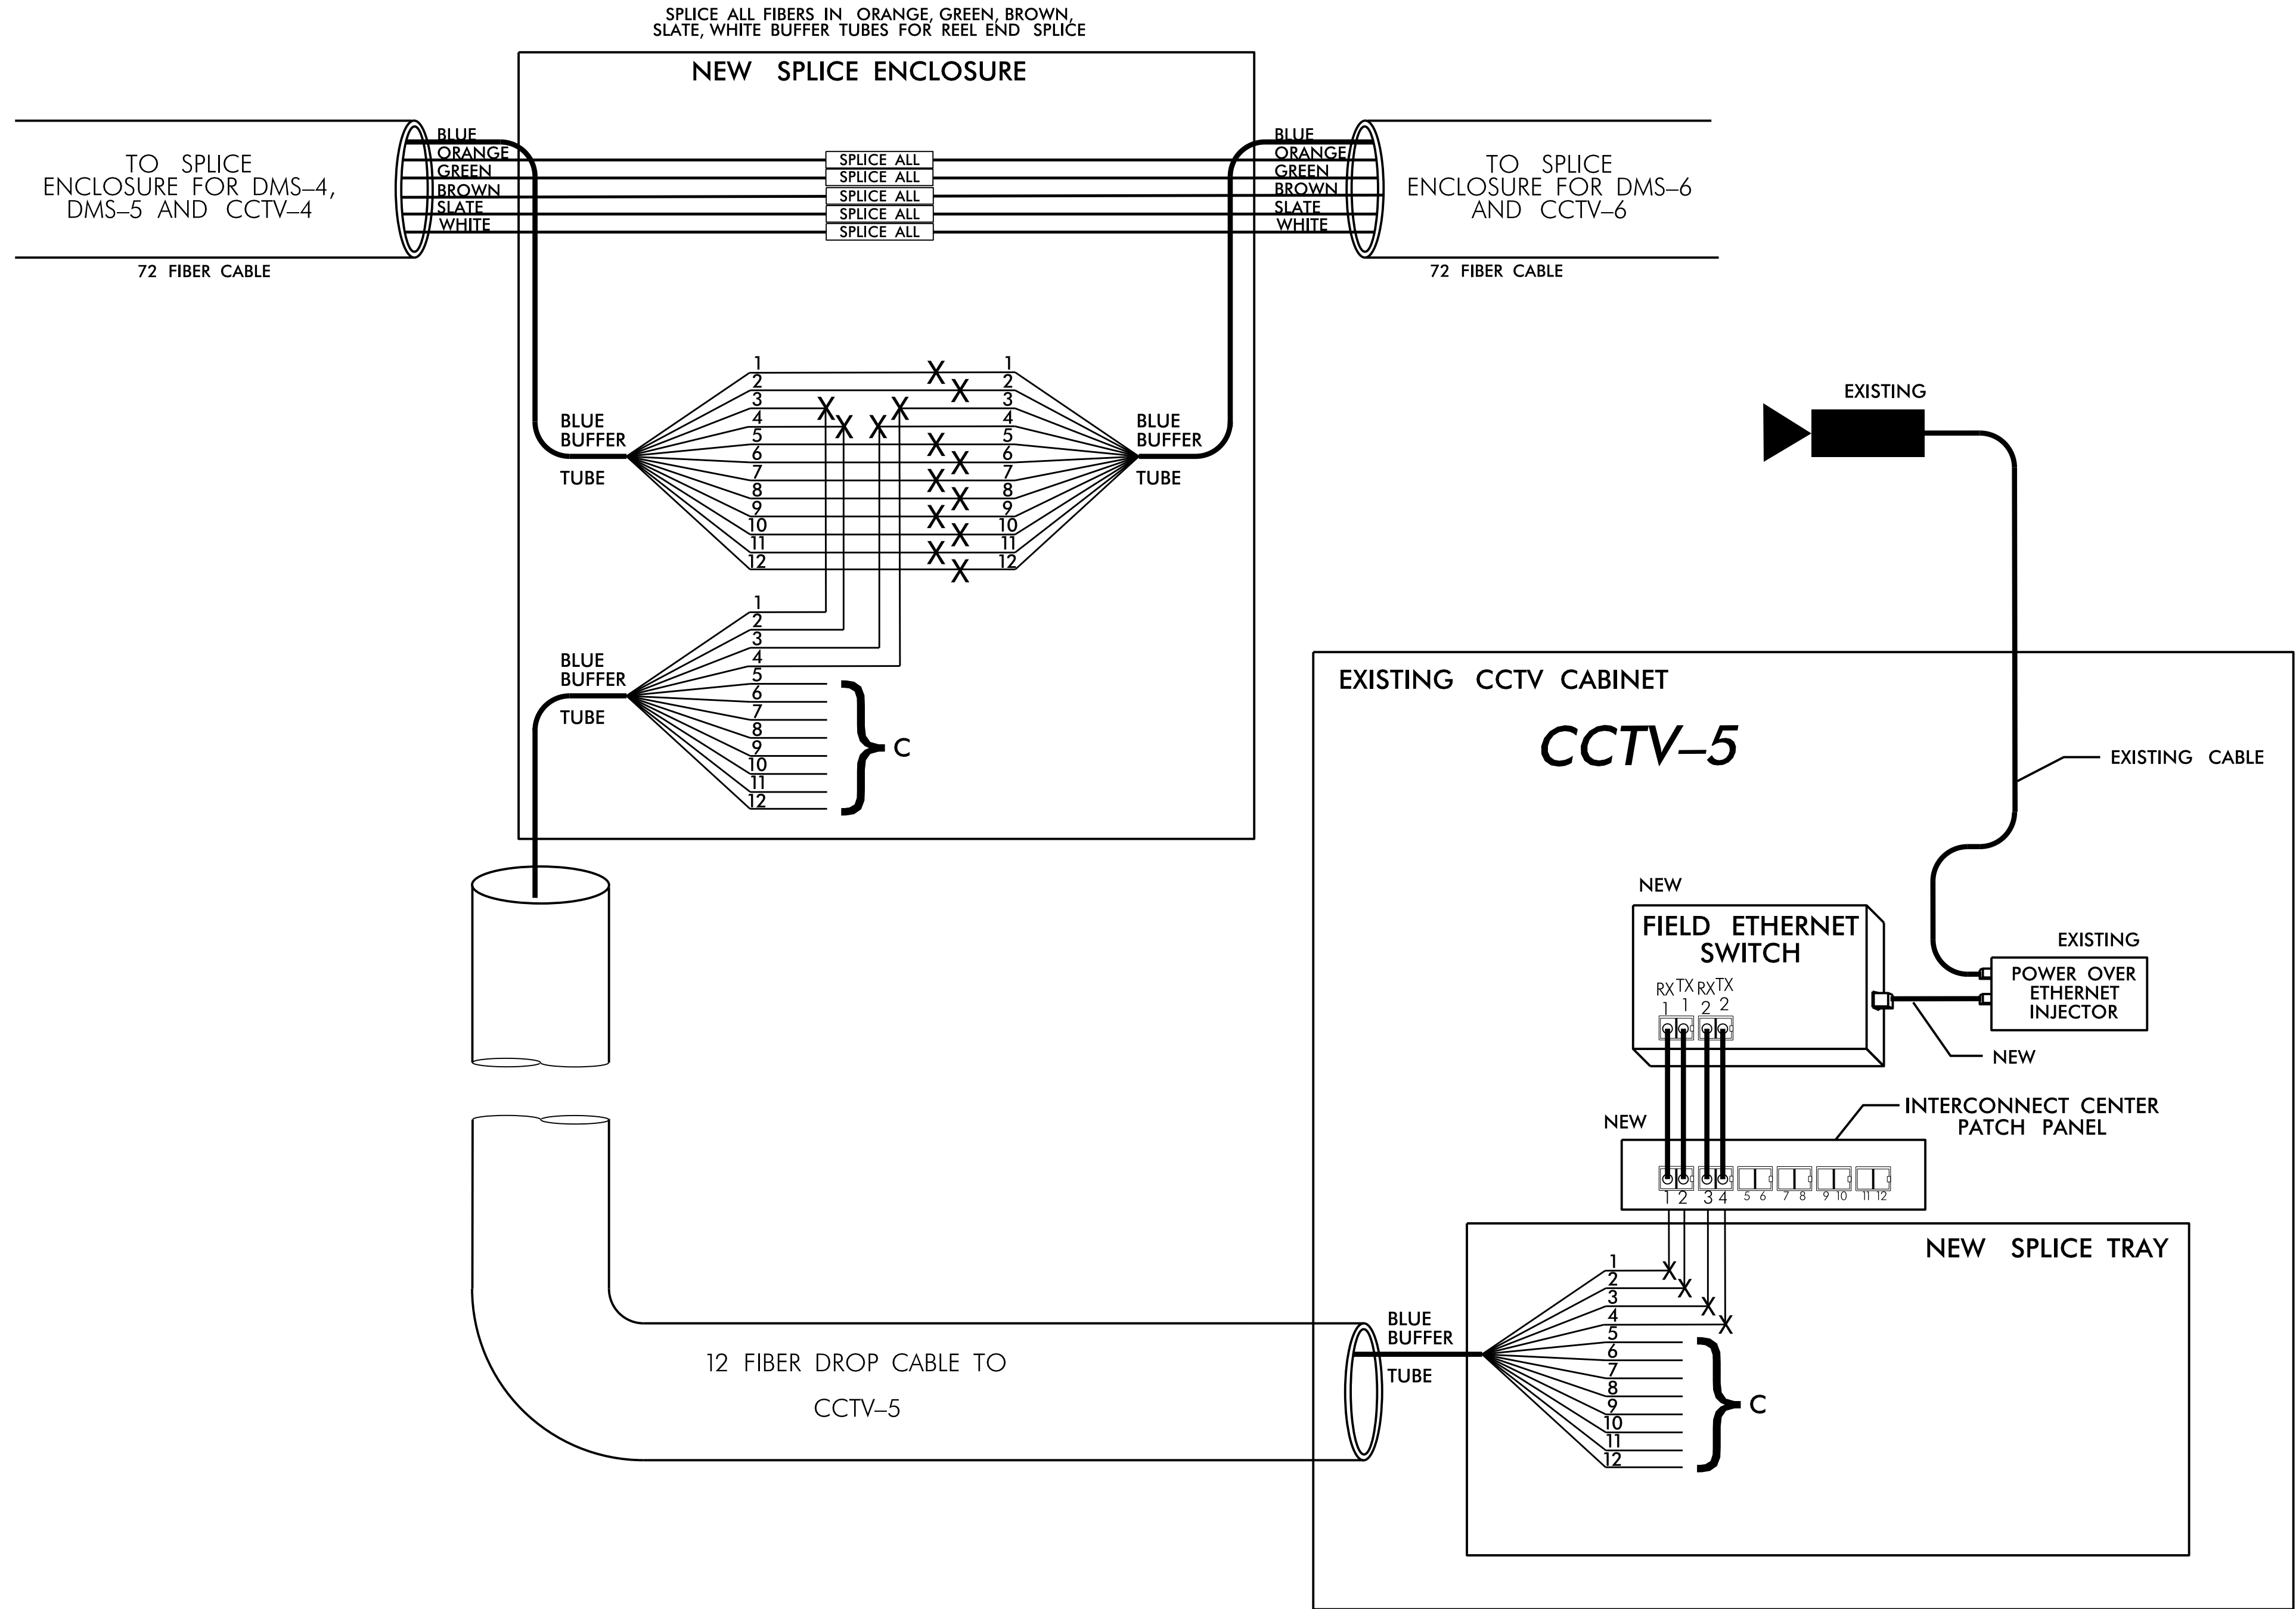 SPLICE ALL FIBERS IN ORANGE, GREEN, BROWN,
SLATE, WHITE BUFFER TUBES FOR REEL END SPLICE
NEW SPLICE ENCLOSURE
TO SPLICE
ENCLOSURE FOR DMS–4,
DMS–5 AND CCTV–4
72 FIBER CABLE
BLUE
ORANGE
GREEN
BROWN
SLATE
WHITE
SPLICE ALL
SPLICE ALL
SPLICE ALL
SPLICE ALL
SPLICE ALL
BLUE
ORANGE
GREEN
BROWN
SLATE
WHITE
TO SPLICE
ENCLOSURE FOR DMS–6
AND CCTV–6
72 FIBER CABLE
BLUE
BUFFER
TUBE
1
2
3
4
5
6
7
8
9
10
11
12
X
X
X
X
X
X
X
X
X
X
X
X
X
X
1
2
3
4
5
6
7
8
9
10
11
12
BLUE
BUFFER
TUBE
BLUE
BUFFER
TUBE
1
2
3
4
5
6
7
8
9
10
11
12
C
EXISTING
EXISTING CCTV CABINET
CCTV–5
EXISTING CABLE
NEW
FIELD ETHERNET
SWITCH
RX TX RX TX
1 1 2 2
EXISTING
POWER OVER
ETHERNET
INJECTOR
NEW
INTERCONNECT CENTER
PATCH PANEL
NEW
1 2 3 4 5 6 7 8 9 10 11 12
NEW SPLICE TRAY
12 FIBER DROP CABLE TO
CCTV–5
BLUE
BUFFER
TUBE
1
2
3
4
5
6
7
8
9
10
11
12
X
X
X
X
C